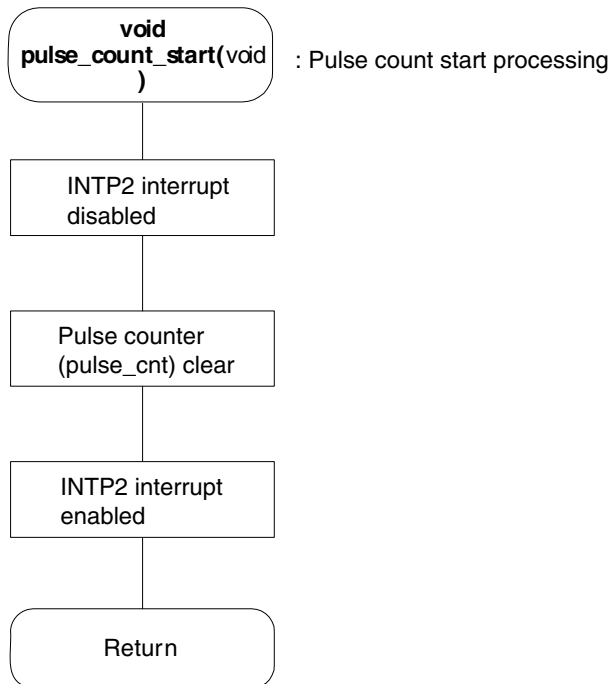 void
pulse_count_start(void
)
: Pulse count start processing
INTP2 interrupt
disabled
Pulse counter
(pulse_cnt) clear
INTP2 interrupt
enabled
Return